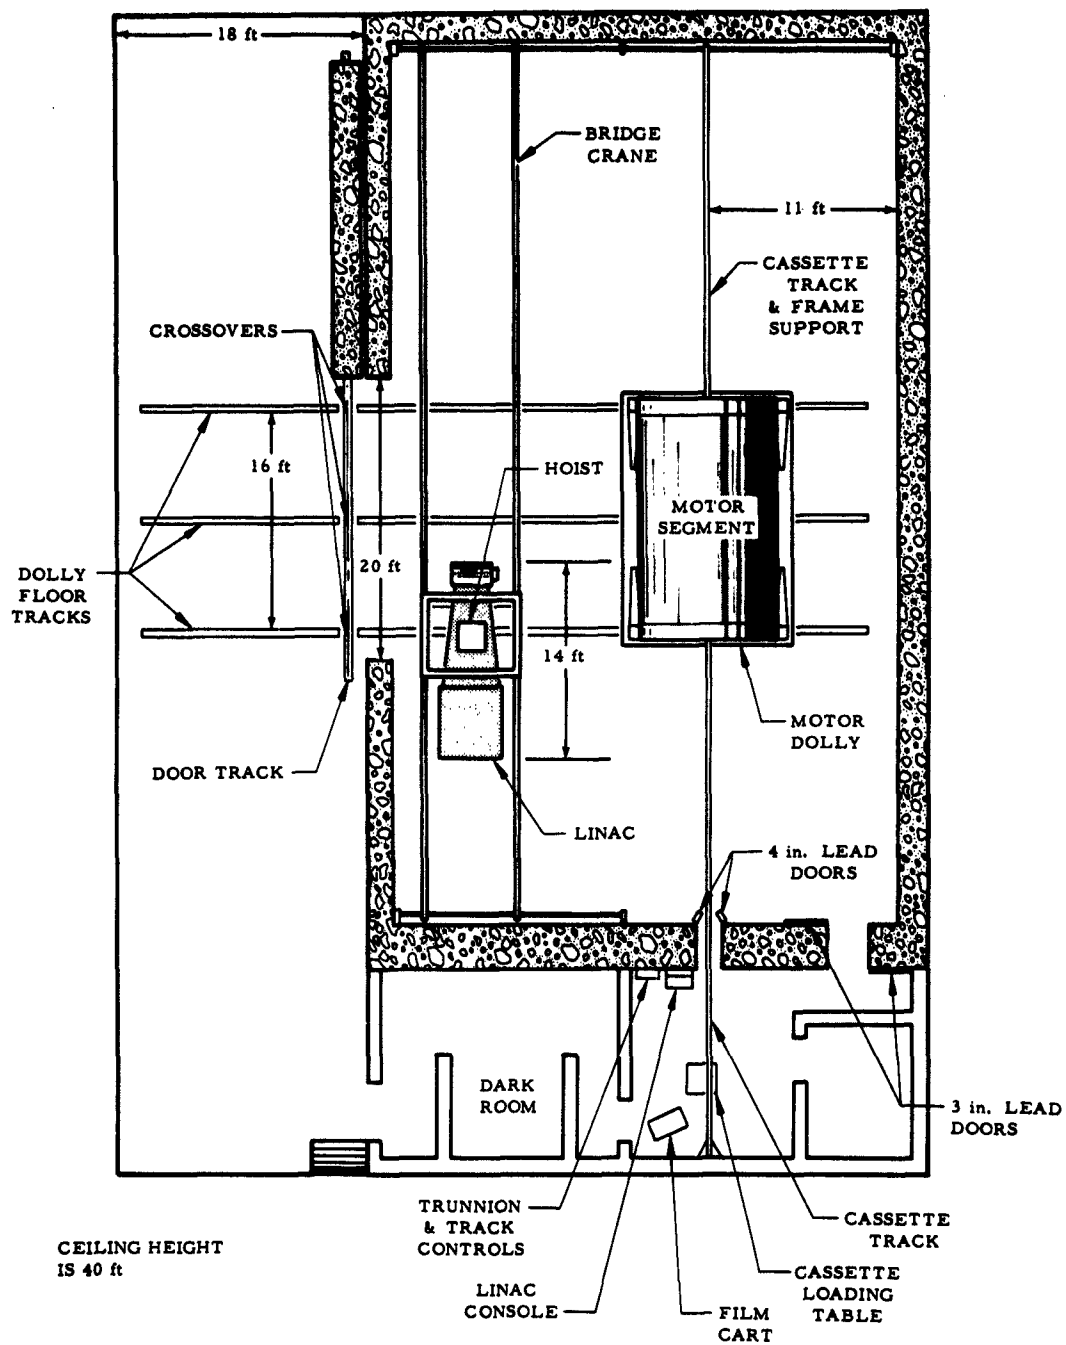 18 ft
BRIDGE
CRANE
11 ft
CASSETTE
TRACK
& FRAME
SUPPORT
CROSSOVERS
16 ft
HOIST
MOTOR
SEGMENT
20 ft
DOLLY
FLOOR
TRACKS
14 ft
MOTOR
DOLLY
DOOR TRACK
LINAC
4 in. LEAD
DOORS
DARK
ROOM
3 in. LEAD
DOORS
TRUNNION
& TRACK
CONTROLS
CASSETTE
TRACK
CEILING HEIGHT
IS 40 ft
LINAC
CONSOLE
CASSETTE
LOADING
TABLE
FILM
CART